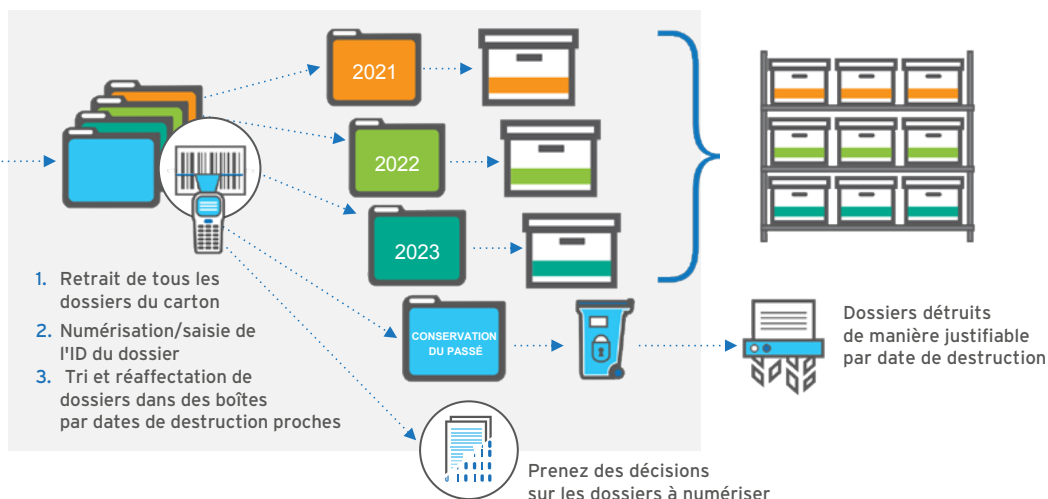 2021
2022
2023
CONSERVATION
DU PASSÉ
1. Retrait de tous les
dossiers du carton
2. Numérisation/saisie de
l'ID du dossier
3. Tri et réaffectation de
dossiers dans des boîtes
par dates de destruction proches
Dossiers détruits
de manière justifiable
par date de destruction
Prenez des décisions
sur les dossiers à numériser